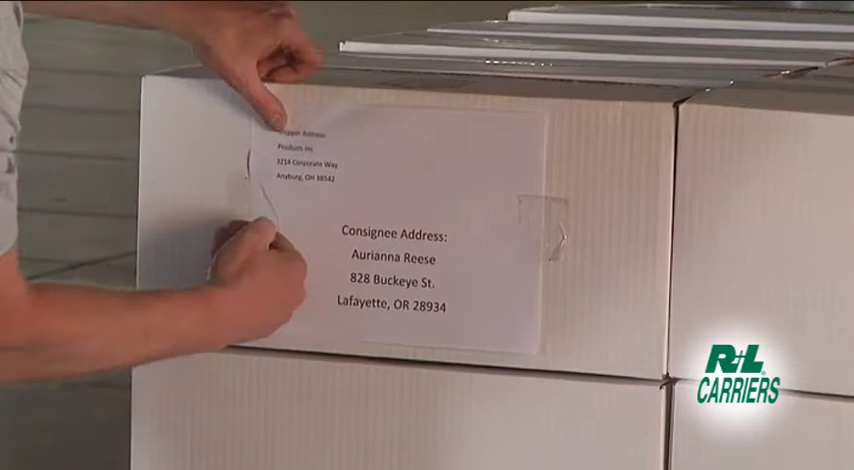 Shipper Address:
Products Inc
3214 Corporate Way
Anyburg, OH 38542
Consignee Address:
Aurianna Reese
828 Buckeye St.
LaFayette, OR 28934
R+L
CARRIERS